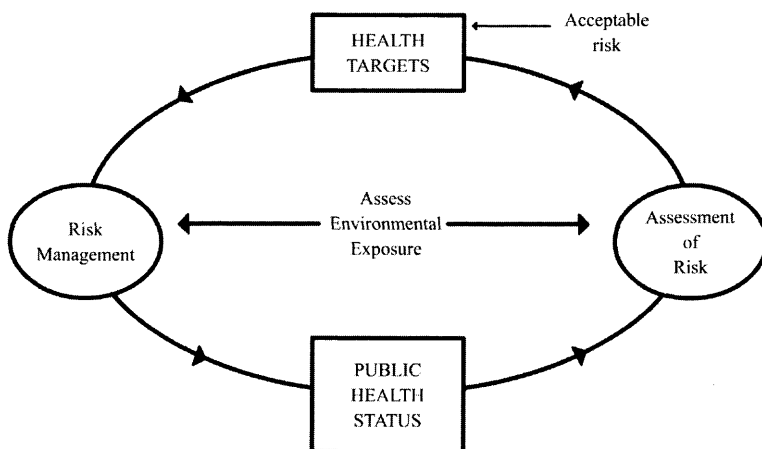 HEALTH
TARGETS
Acceptable
risk
Risk
Management
Assess
Environmental
Exposure
Assessment
of
Risk
PUBLIC
HEALTH
STATUS